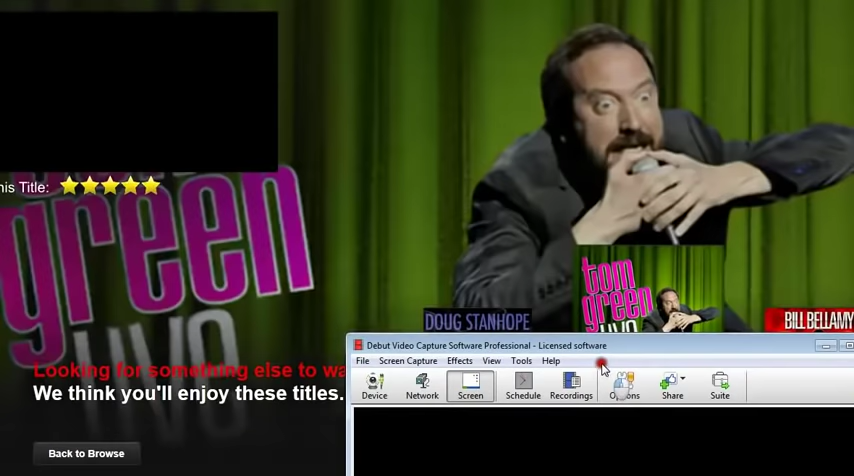 his Title:
green
live
tom
green
live
DOUG STANHOPE
BILL BELLAMY
Looking for something else to wa
We think you'll enjoy these titles.
Back to Browse
Debut Video Capture Software Professional - Licensed software
File Screen Capture Effects View Tools Help
Device Network Screen Schedule Recordings Options Share Suite